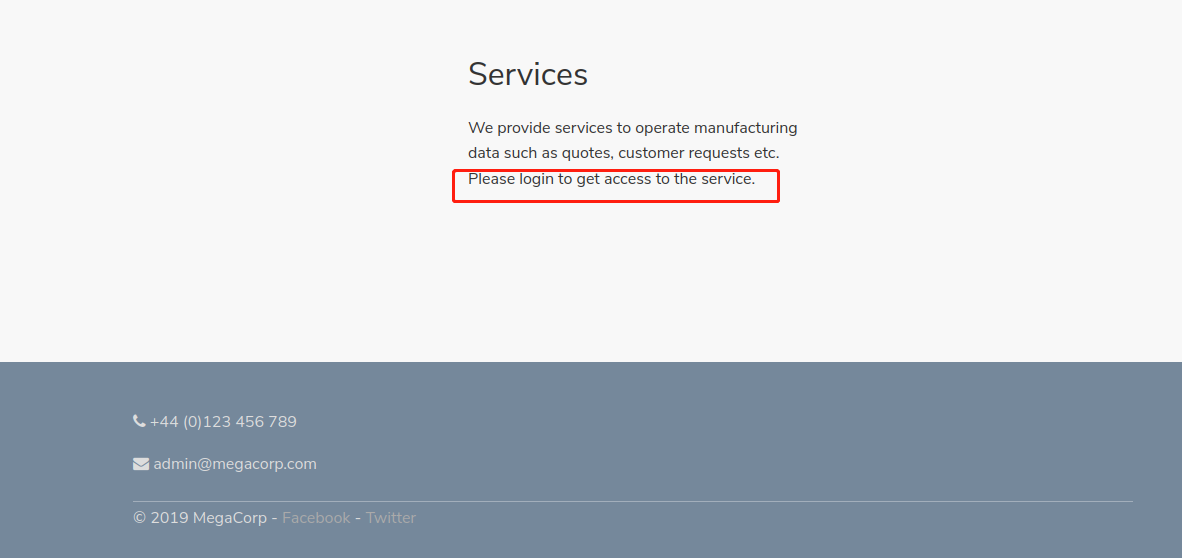 Services
We provide services to operate manufacturing
data such as quotes, customer requests etc.
Please login to get access to the service.
+44 (0)123 456 789
admin@megacorp.com
© 2019 MegaCorp - Facebook - Twitter